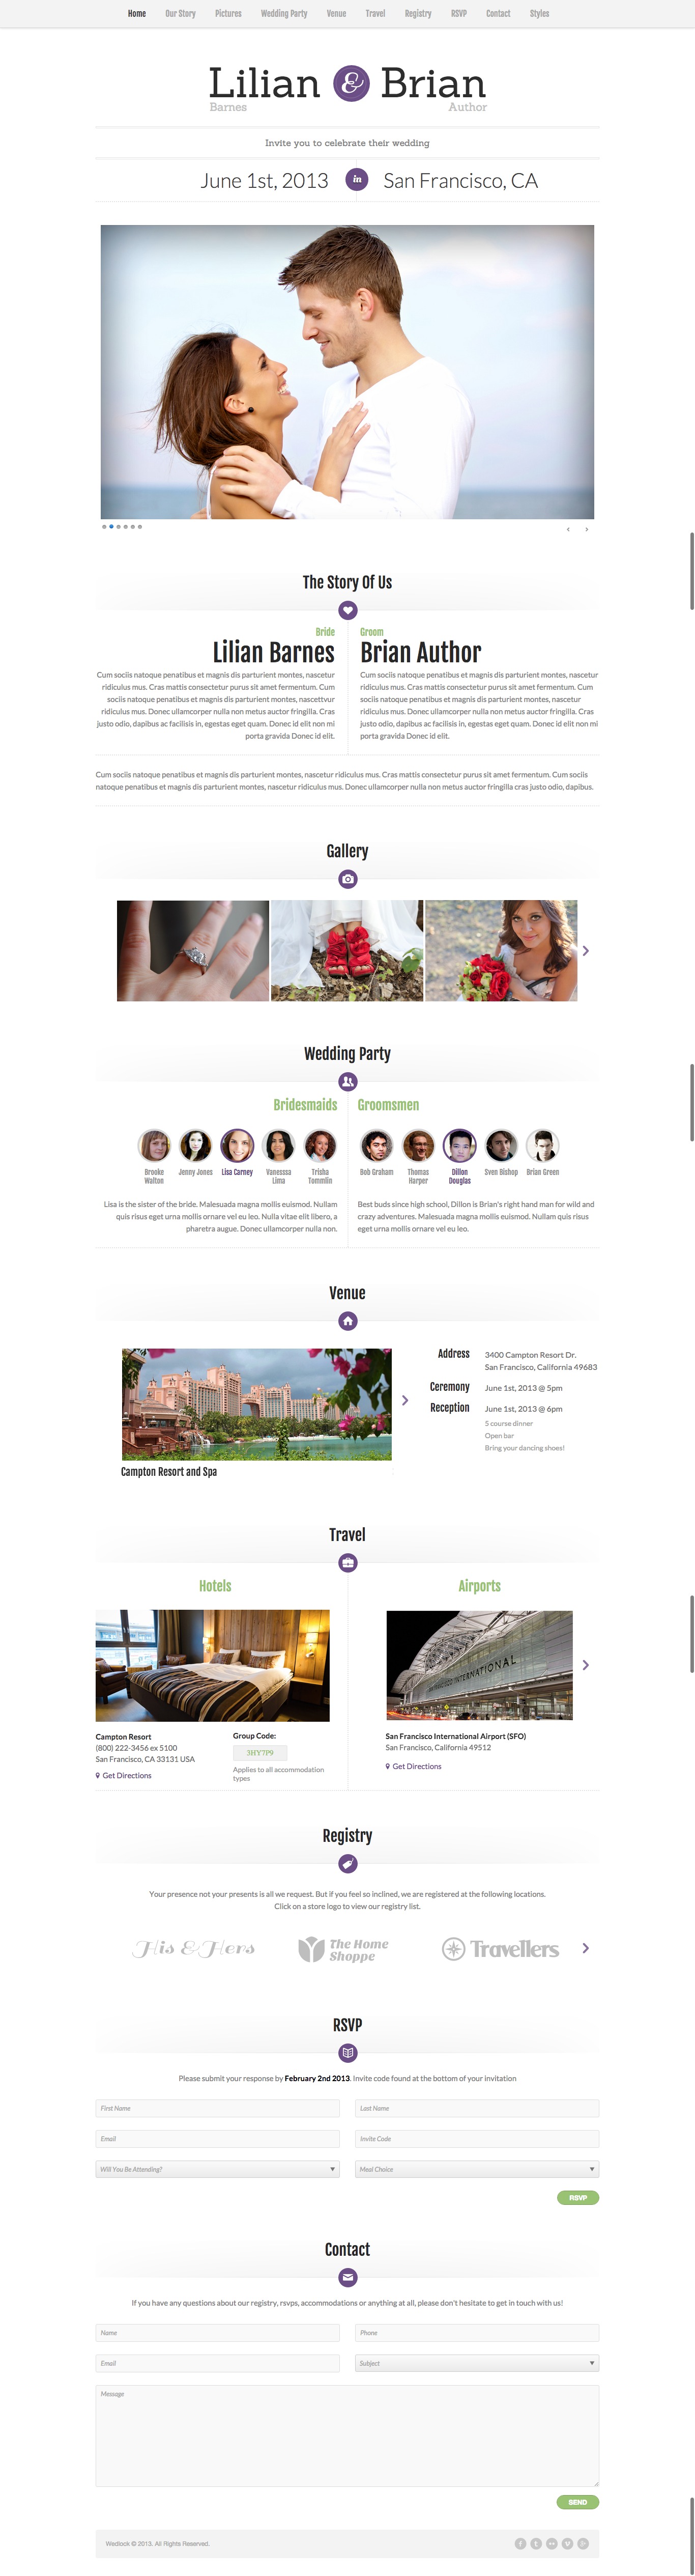 Home Our Story Pictures Wedding Party Venue Travel Registry RSVP Contact Styles
Lilian & Brian
Barnes Author
Invite you to celebrate their wedding
June 1st, 2013 in San Francisco, CA
The Story Of Us
Bride
Lilian Barnes
Cum sociis natoque penatibus et magnis dis parturient montes, nascetur
ridiculus mus. Cras mattis consectetur purus sit amet fermentum. Cum
sociis natoque penatibus et magnis dis parturient montes, nascettvur
ridiculus mus. Donec ullamcorper nulla non metus auctor fringilla. Cras
justo odio, dapibus ac facilisis in, egestas eget quam. Donec id elit non mi
porta gravida Donec id elit.
Groom
Brian Author
Cum sociis natoque penatibus et magnis dis parturient montes, nascetur
ridiculus mus. Cras mattis consectetur purus sit amet fermentum. Cum
sociis natoque penatibus et magnis dis parturient montes, nascetur
ridiculus mus. Donec ullamcorper nulla non metus auctor fringilla. Cras
justo odio, dapibus ac facilisis in, egestas eget quam. Donec id elit non mi
porta gravida Donec id elit.
Cum sociis natoque penatibus et magnis dis parturient montes, nascetur ridiculus mus. Cras mattis consectetur purus sit amet fermentum. Cum sociis
natoque penatibus et magnis dis parturient montes, nascetur ridiculus mus. Donec ullamcorper nulla non metus auctor fringilla cras justo odio, dapibus.
Gallery
Wedding Party
Bridesmaids
Brooke
Walton
Jenny Jones
Lisa Carney
Vanesssa
Lima
Trisha
Tommlin
Lisa is the sister of the bride. Malesuada magna mollis euismod. Nullam
quis risus eget urna mollis ornare vel eu leo. Nulla vitae elit libero, a
pharetra augue. Donec ullamcorper nulla non.
Groomsmen
Bob Graham
Thomas
Harper
Dillon
Douglas
Sven Bishop
Brian Green
Best buds since high school, Dillon is Brian's right hand man for wild and
crazy adventures. Malesuada magna mollis euismod. Nullam quis risus
eget urna mollis ornare vel eu leo.
Venue
Campton Resort and Spa
Address
3400 Campton Resort Dr.
San Francisco, California 49683
Ceremony
June 1st, 2013 @ 5pm
Reception
June 1st, 2013 @ 6pm
5 course dinner
Open bar
Bring your dancing shoes!
Travel
Hotels
Campton Resort
(800) 222-3456 ex 5100
San Francisco, CA 33131 USA
Get Directions
Group Code:
3HY7P9
Applies to all accommodation
types
Airports
INTERNATIONAL
San Francisco International Airport (SFO)
San Francisco, California 49512
Get Directions
Registry
Your presence not your presents is all we request. But if you feel so inclined, we are registered at the following locations.
Click on a store logo to view our registry list.
His & Hers
The Home
Shoppe
Travellers
RSVP
Please submit your response by February 2nd 2013. Invite code found at the bottom of your invitation
First Name
Last Name
Email
Invite Code
Will You Be Attending?
Meal Choice
RSVP
Contact
If you have any questions about our registry, rsvps, accommodations or anything at all, please don't hesitate to get in touch with us!
Name
Phone
Email
Subject
Message
SEND
Wedlock © 2013. All Rights Reserved.